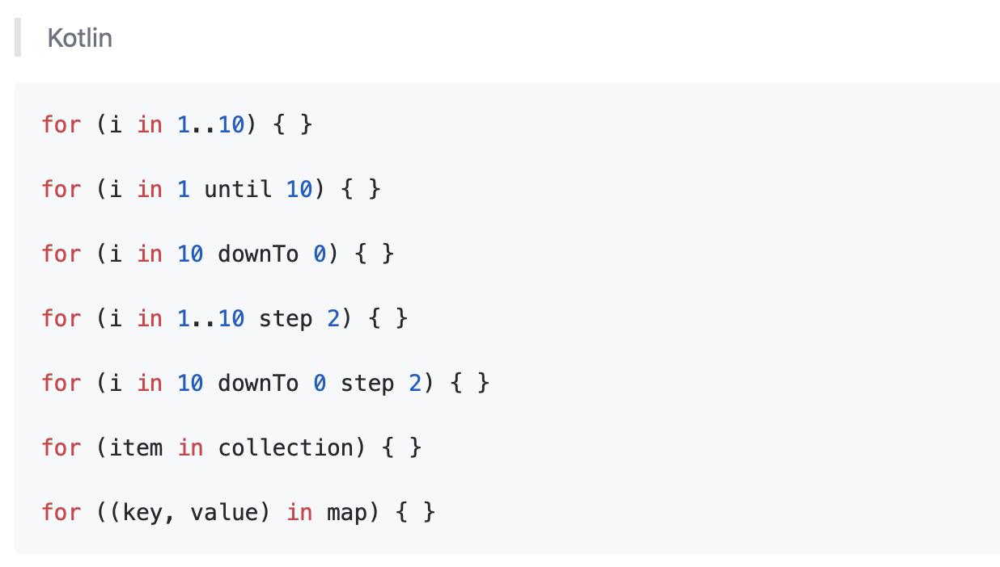 Kotlin
for (i in 1..10) { }
for (i in 1 until 10) { }
for (i in 10 downTo 0) { }
for (i in 1..10 step 2) { }
for (i in 10 downTo 0 step 2) { }
for (item in collection) { }
for ((key, value) in map) { }